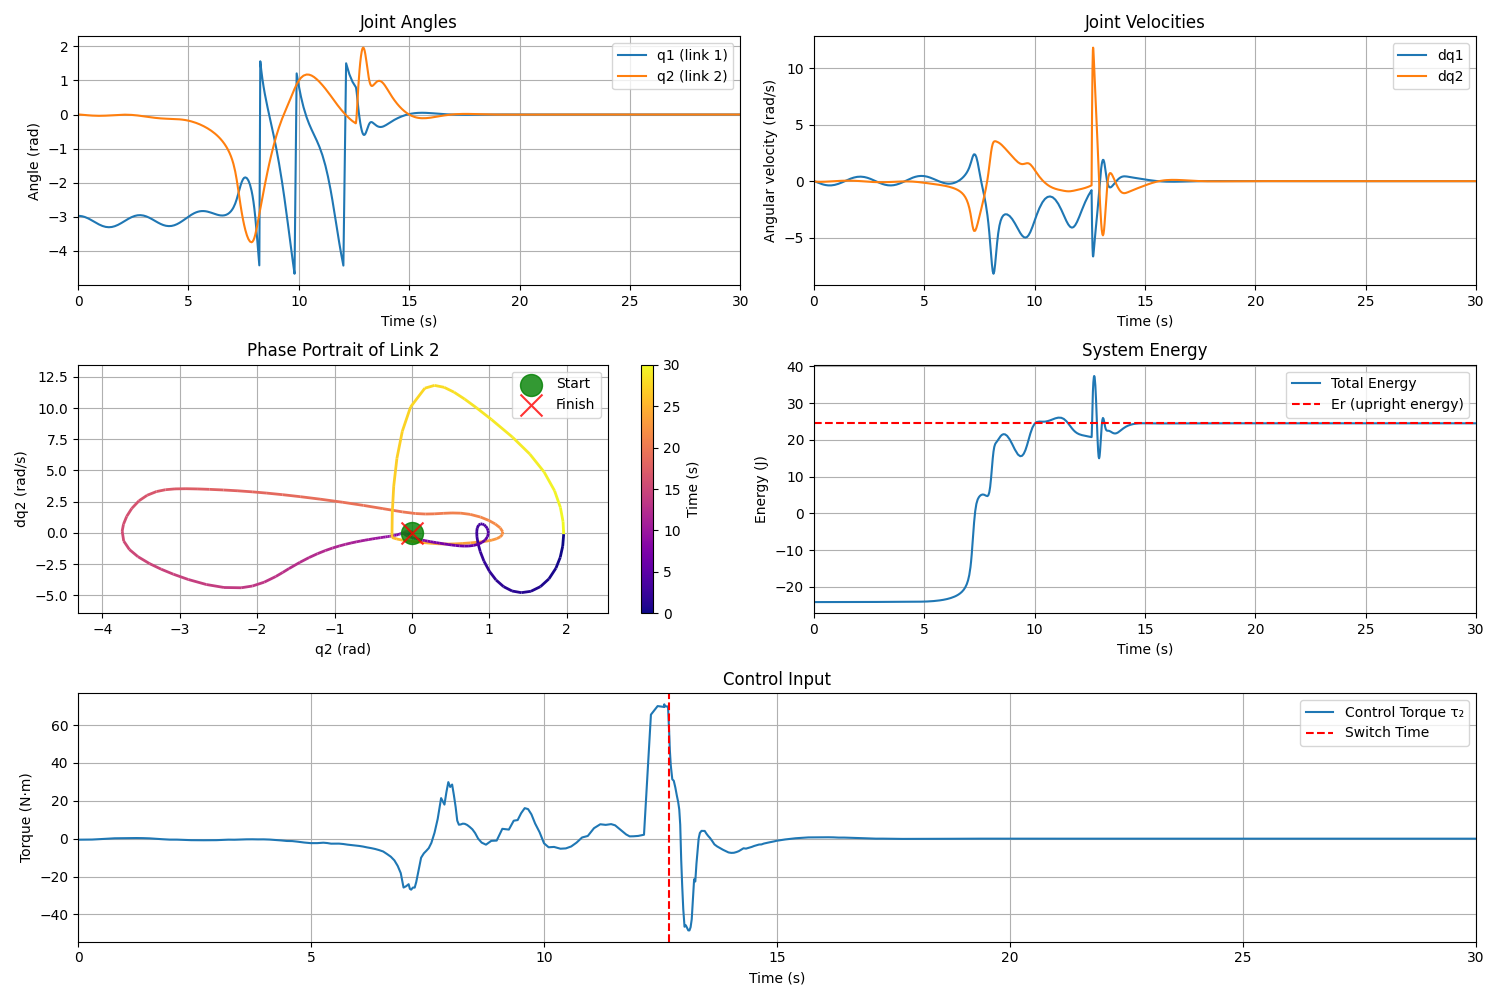 Joint Angles
Angle (rad)
2
1
0
−1
−2
−3
−4
q1 (link 1)
q2 (link 2)
0 5 10 15 20 25 30
Time (s)
Joint Velocities
Angular velocity (rad/s)
10
5
0
−5
dq1
dq2
0 5 10 15 20 25 30
Time (s)
Phase Portrait of Link 2
dq2 (rad/s)
12.5
10.0
7.5
5.0
2.5
0.0
−2.5
−5.0
Start
Finish
−4 −3 −2 −1 0 1 2
q2 (rad)
30
25
20
15
10
5
0
Time (s)
System Energy
Energy (J)
40
30
20
10
0
−10
−20
Total Energy
Er (upright energy)
0 5 10 15 20 25 30
Time (s)
Control Input
Torque (N·m)
60
40
20
0
−20
−40
Control Torque τ₂
Switch Time
0 5 10 15 20 25 30
Time (s)